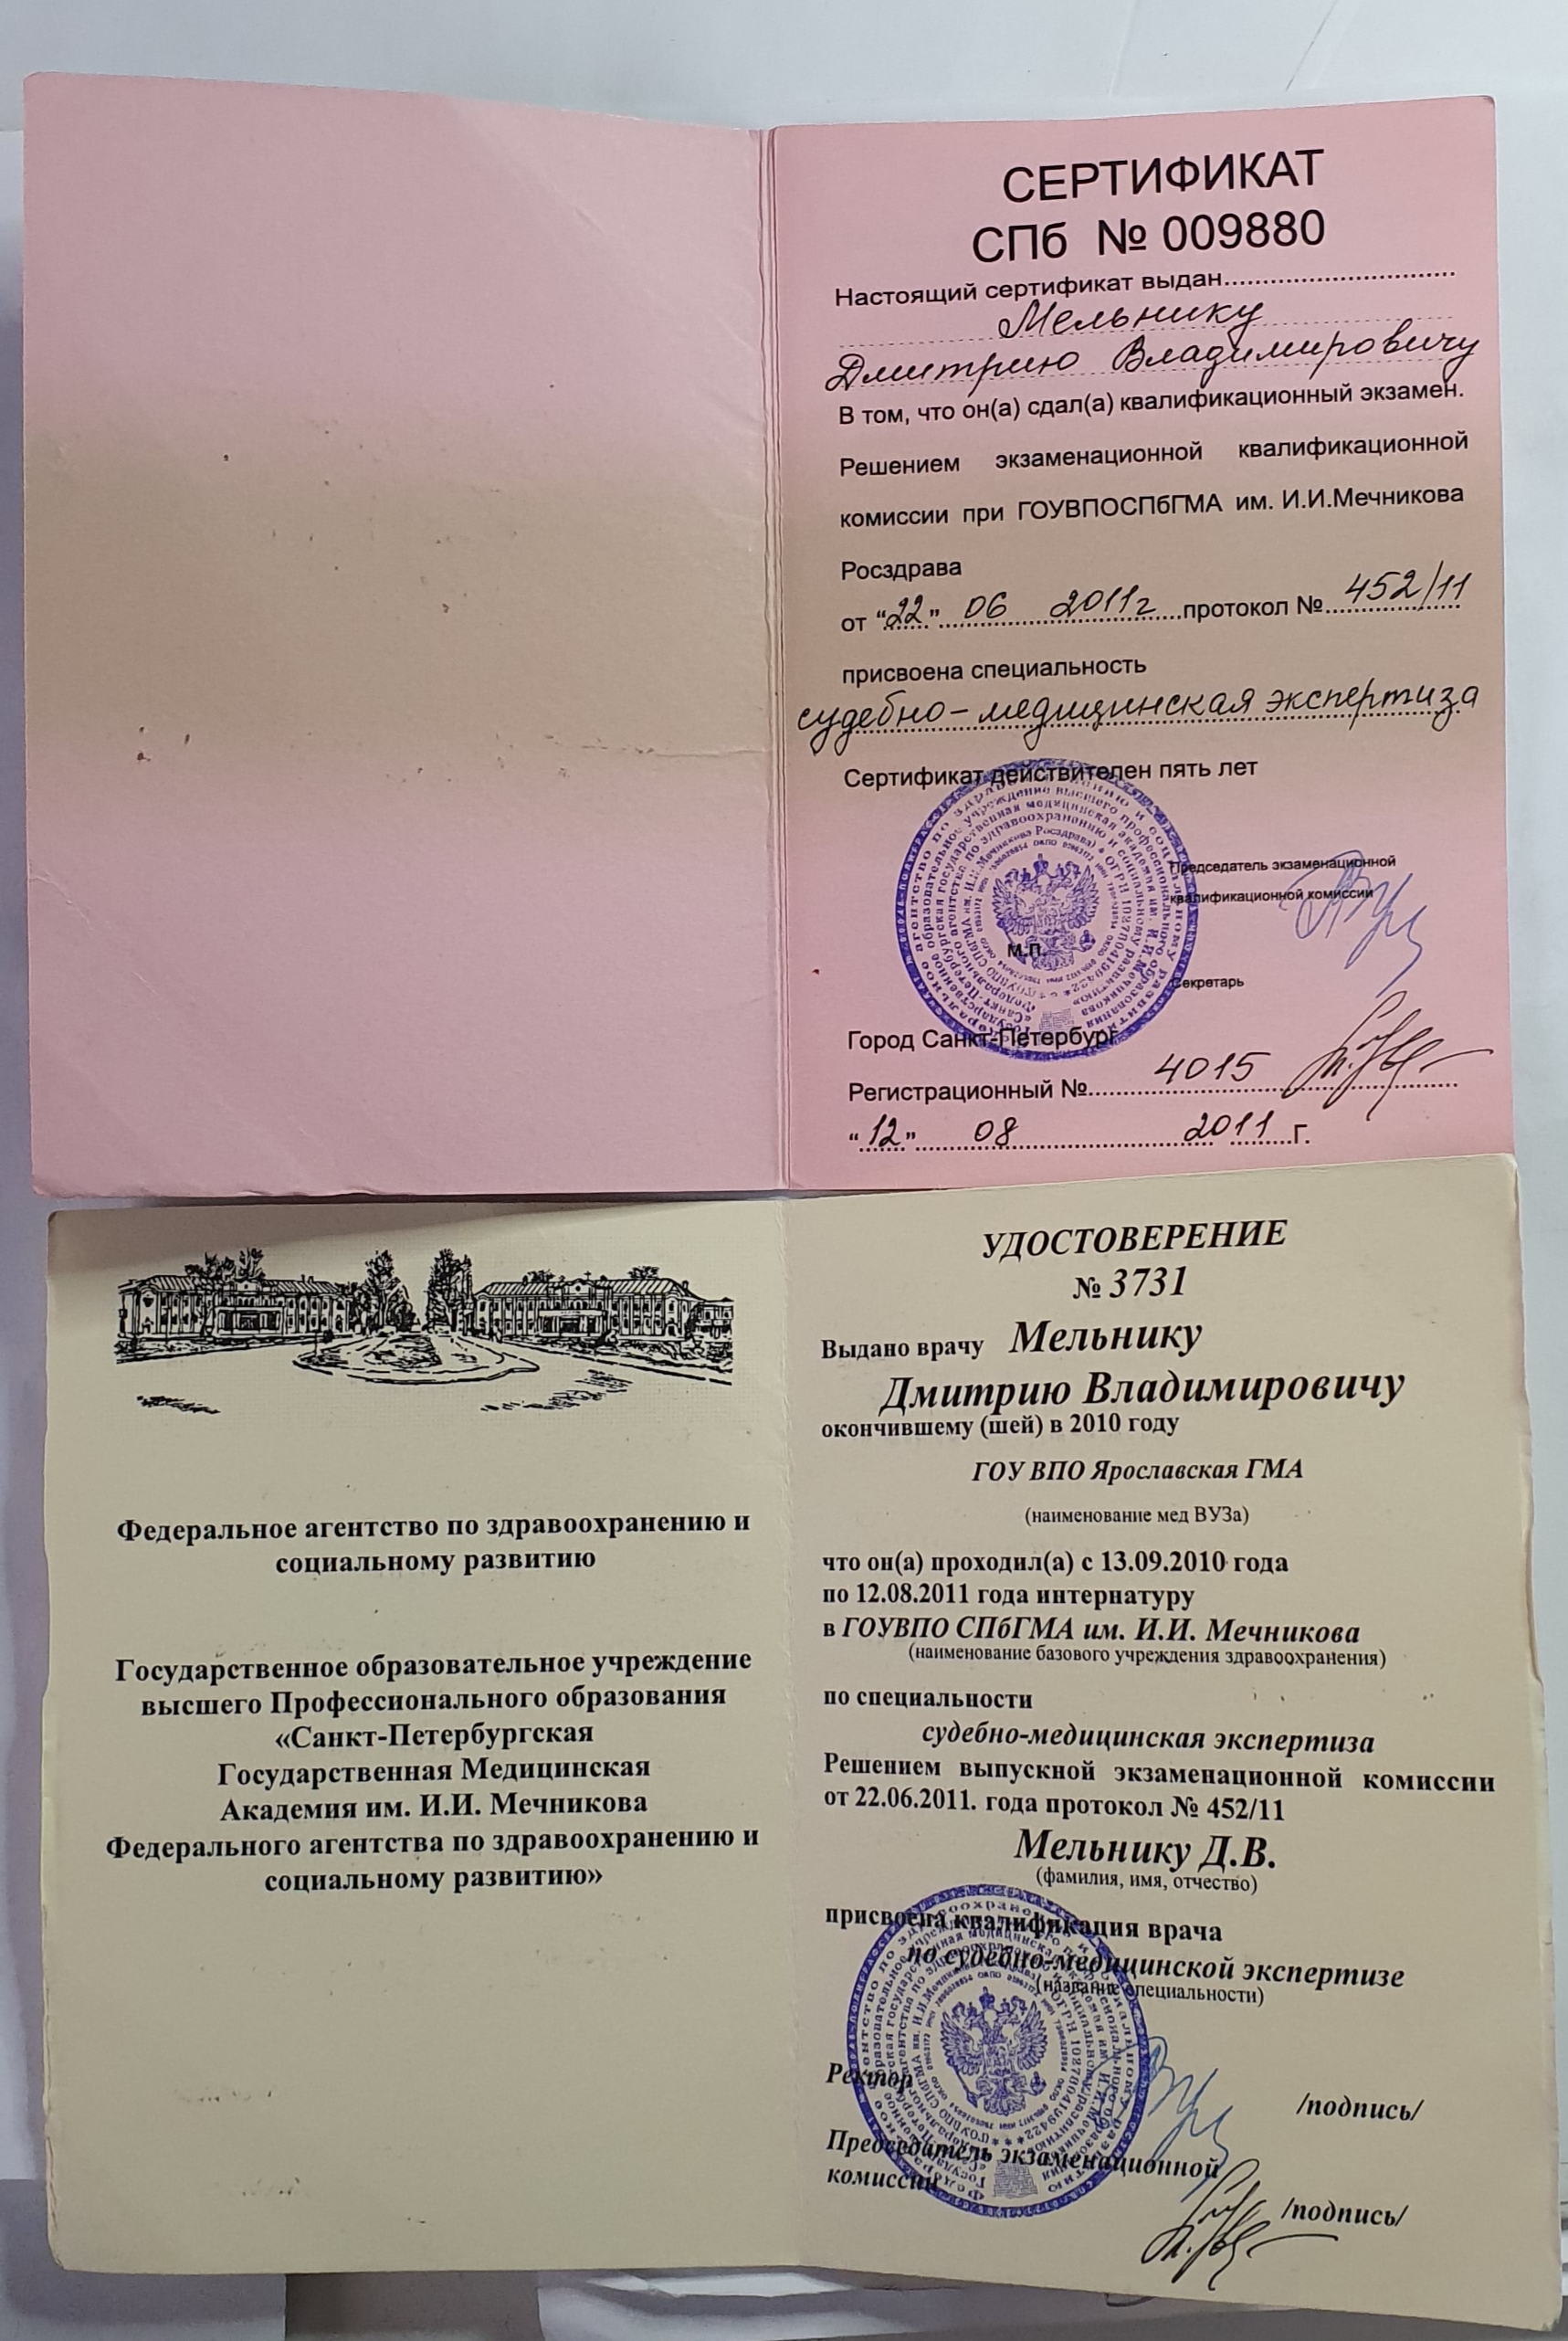 СЕРТИФИКАТ
СПб № 009880
Настоящий сертификат выдан
Мельнику
Дмитрию Владимировичу
В том, что он(а) сдал(а) квалификационный экзамен.
Решением экзаменационной квалификационной
комиссии при ГОУВПОСПбГМА им. И.И.Мечникова
Росздрава
от “22” 06 2011г протокол № 452/11
присвоена специальность
судебно-медицинская экспертиза
Сертификат действителен пять лет
Председатель экзаменационной
квалификационной комиссии
М.П.
Секретарь
Город Санкт-Петербург
Регистрационный № 4015
“12” 08 2011 г.
Федеральное агентство по здравоохранению и
социальному развитию
Государственное образовательное учреждение
высшего Профессионального образования
«Санкт-Петербургская
Государственная Медицинская
Академия им. И.И. Мечникова
Федерального агентства по здравоохранению и
социальному развитию»
УДОСТОВЕРЕНИЕ
№ 3731
Выдано врачу Мельнику
Дмитрию Владимировичу
окончившему (шей) в 2010 году
ГОУ ВПО Ярославская ГМА
(наименование мед ВУЗа)
что он(а) проходил(а) с 13.09.2010 года
по 12.08.2011 года интернатуру
в ГОУВПО СПбГМА им. И.И. Мечникова
(наименование базового учреждения здравоохранения)
по специальности
судебно-медицинская экспертиза
Решением выпускной экзаменационной комиссии
от 22.06.2011. года протокол № 452/11
Мельнику Д.В.
(фамилия, имя, отчество)
присвоена квалификация врача
по судебно-медицинской экспертизе
(название специальности)
Ректор
/подпись/
Председатель экзаменационной
комиссии
/подпись/